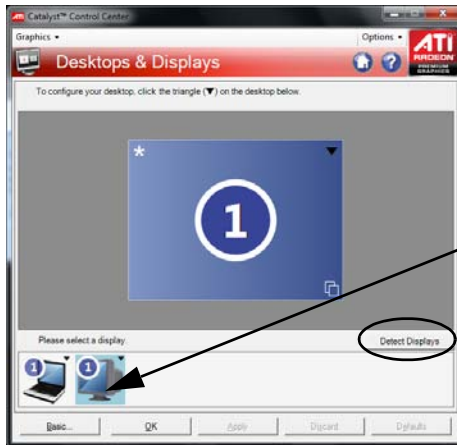 Catalyst™ Control Center
Graphics Options
ATI
RADEON
PREMIUM
GRAPHICS
Desktops & Displays
To configure your desktop, click the triangle (▼) on the desktop below.
*
1
Please select a display.
Detect Displays
1 1
Basic... OK Apply Discard Defaults